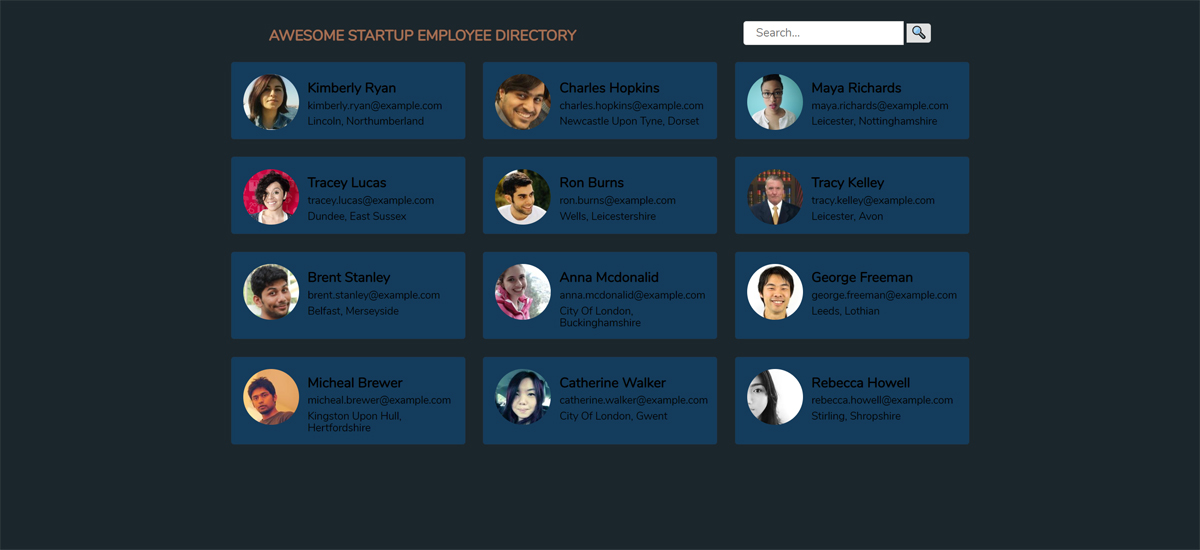 AWESOME STARTUP EMPLOYEE DIRECTORY
Search...
Kimberly Ryan
kimberly.ryan@example.com
Lincoln, Northumberland
Charles Hopkins
charles.hopkins@example.com
Newcastle Upon Tyne, Dorset
Maya Richards
maya.richards@example.com
Leicester, Nottinghamshire
Tracey Lucas
tracey.lucas@example.com
Dundee, East Sussex
Ron Burns
ron.burns@example.com
Wells, Leicestershire
Tracy Kelley
tracy.kelley@example.com
Leicester, Avon
Brent Stanley
brent.stanley@example.com
Belfast, Merseyside
Anna Mcdonalid
anna.mcdonalid@example.com
City Of London,
Buckinghamshire
George Freeman
george.freeman@example.com
Leeds, Lothian
Micheal Brewer
micheal.brewer@example.com
Kingston Upon Hull,
Hertfordshire
Catherine Walker
catherine.walker@example.com
City Of London, Gwent
Rebecca Howell
rebecca.howell@example.com
Stirling, Shropshire